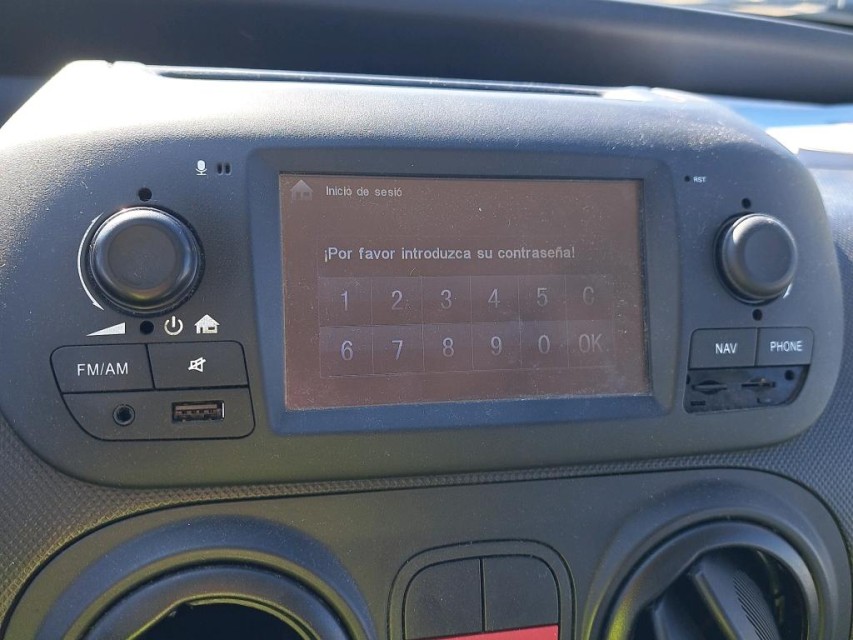 RST
Inició de sesió
¡Por favor introduzca su contraseña!
1 2 3 4 5 C
6 7 8 9 0 OK
FM/AM
NAV PHONE